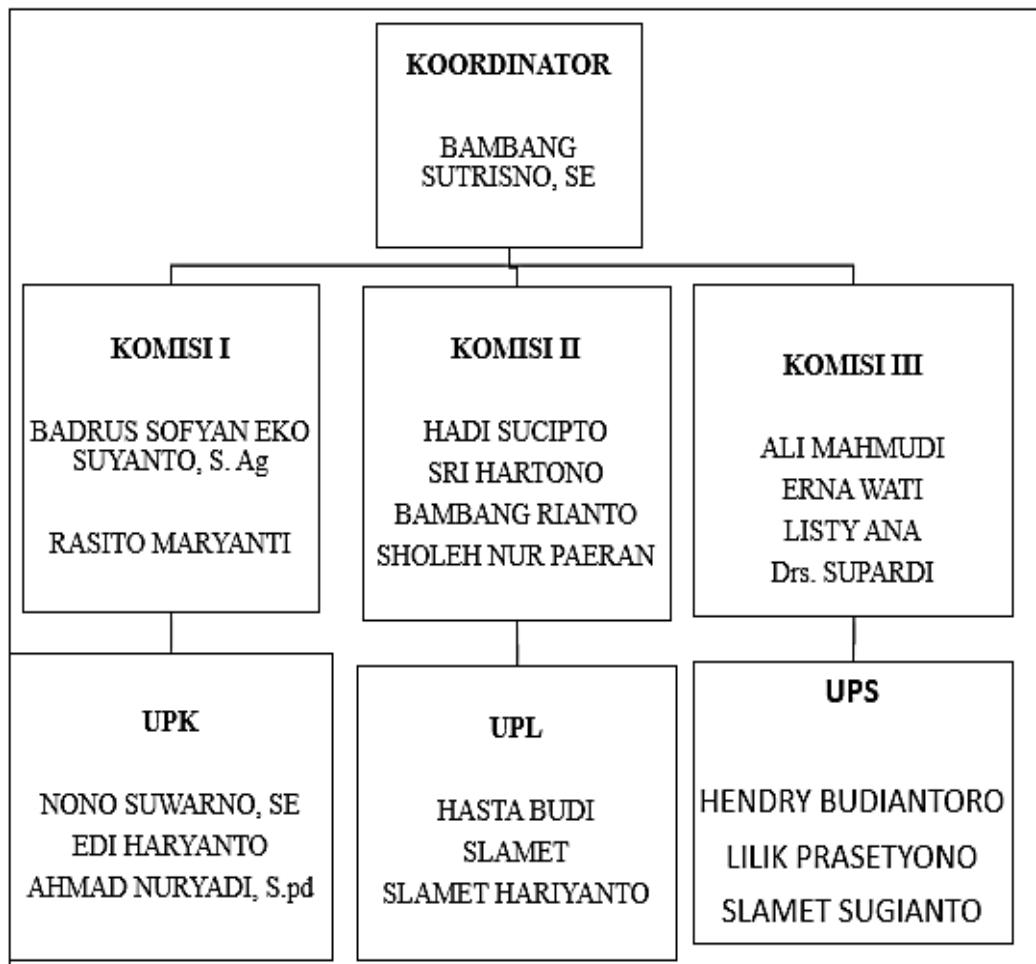 KOORDINATOR
BAMBANG
SUTRISNO, SE
KOMISI I
BADRUS SOFYAN EKO
SUYANTO, S. Ag
RASITO MARYANTI
KOMISI II
HADI SUCIPTO
SRI HARTONO
BAMBANG RIANTO
SHOLEH NUR PAERAN
KOMISI III
ALI MAHMUDI
ERNA WATI
LISTY ANA
Drs. SUPARDI
UPK
NONO SUWARNO, SE
EDI HARYANTO
AHMAD NURYADI, S.pd
UPL
HASTA BUDI
SLAMET
SLAMET HARIYANTO
UPS
HENDRY BUDIANTORO
LILIK PRASETYONO
SLAMET SUGIANTO